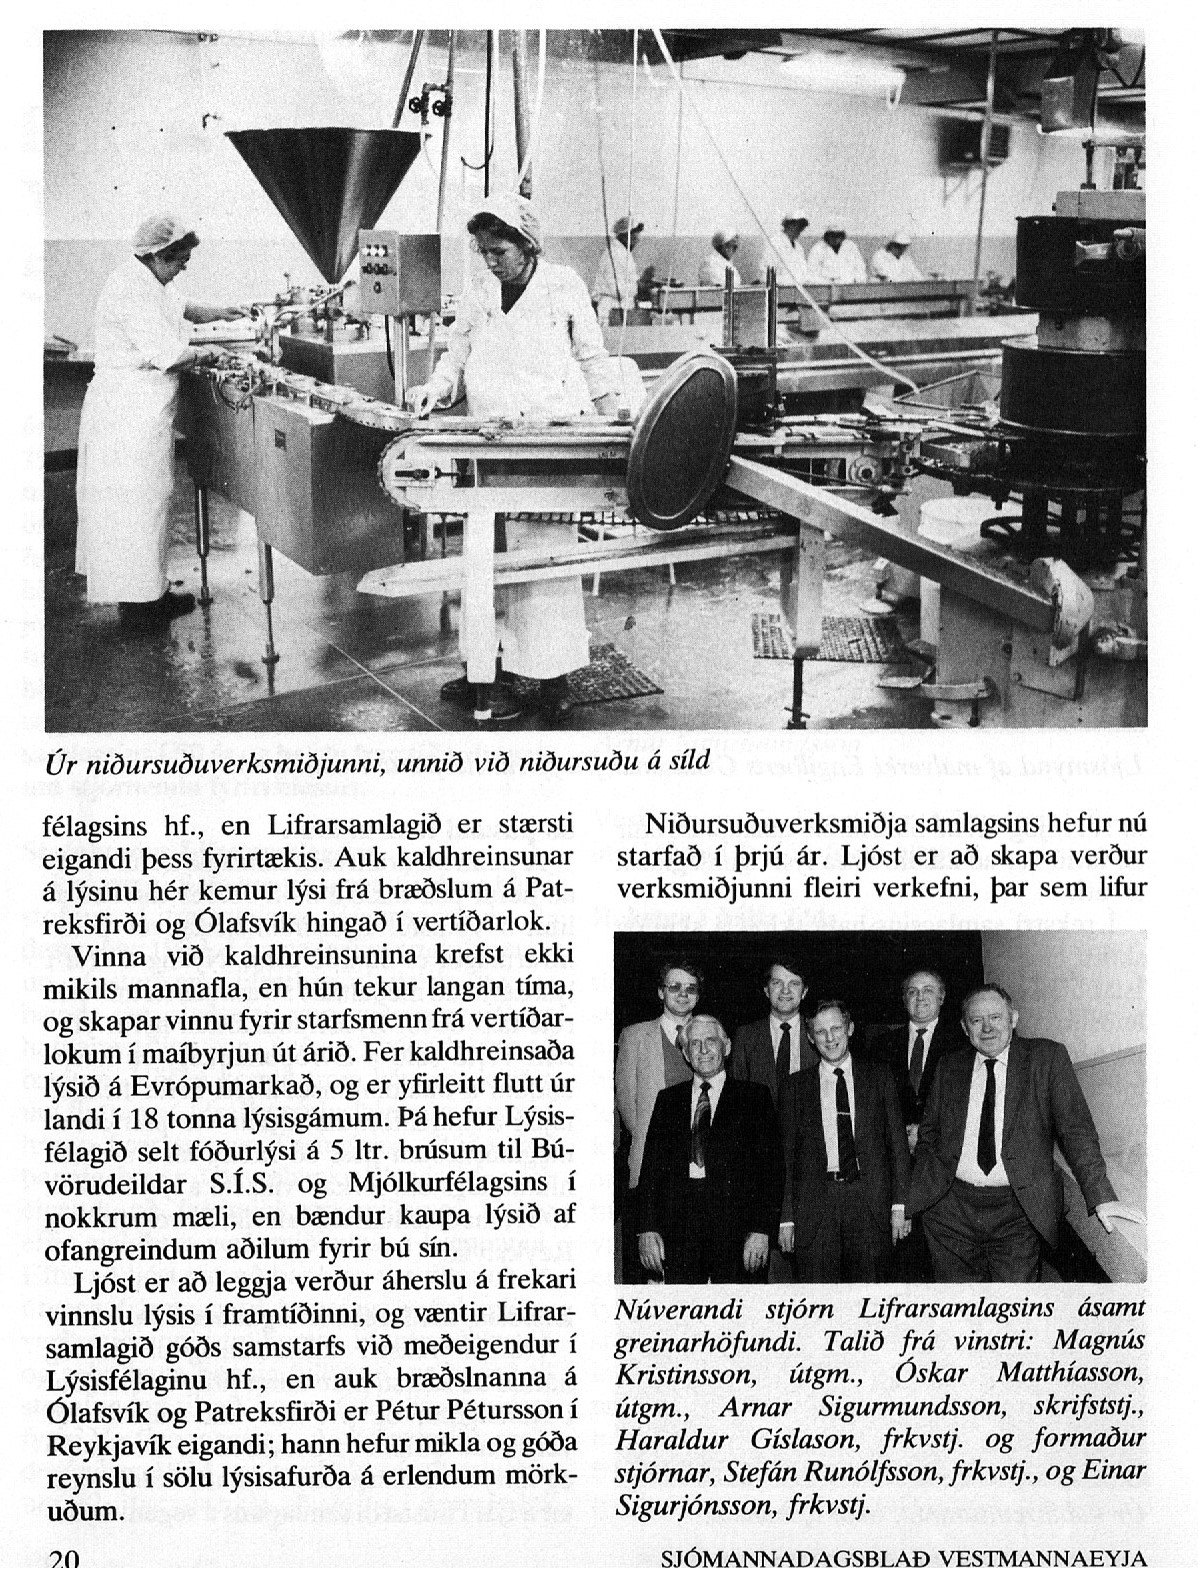 Úr niðursuðuverksmiðjunni, unnið við niðursuðu á síld
félagsins hf., en Lifrarsamlagið er stærsti
eigandi þess fyrirtækis. Auk kaldhreinsunar
á lýsinu hér kemur lýsi frá bræðslum á Pat-
reksfirði og Ólafsvík hingað í vertíðarlok.
Vinna við kaldhreinsunina krefst ekki
mikils mannafla, en hún tekur langan tíma,
og skapar vinnu fyrir starfsmenn frá vertíðar-
lokum í maíbyrjun út árið. Fer kaldhreinsaða
lýsið á Evrópumarkað, og er yfirleitt flutt úr
landi í 18 tonna lýsisgámum. Þá hefur Lýsis-
félagið selt fóðurlýsi á 5 ltr. brúsum til Bú-
vörudeildar S.Í.S. og Mjólkurfélagsins í
nokkrum mæli, en bændur kaupa lýsið af
ofangreindum aðilum fyrir bú sín.
Ljóst er að leggja verður áherslu á frekari
vinnslu lýsis í framtíðinni, og væntir Lifrar-
samlagið góðs samstarfs við meðeigendur í
Lýsisfélaginu hf., en auk bræðslnanna á
Ólafsvík og Patreksfirði er Pétur Pétursson í
Reykjavík eigandi; hann hefur mikla og góða
reynslu í sölu lýsisafurða á erlendum mörk-
uðum.
Niðursuðuverksmiðja samlagsins hefur nú
starfað í þrjú ár. Ljóst er að skapa verður
verksmiðjunni fleiri verkefni, þar sem lifur
Núverandi stjórn Lifrarsamlagsins ásamt
greinarhöfundi. Talið frá vinstri: Magnús
Kristinsson, útgm., Óskar Matthíasson,
útgm., Arnar Sigurmundsson, skrifststj.,
Haraldur Gíslason, frkvstj. og formaður
stjórnar, Stefán Runólfsson, frkvstj., og Einar
Sigurjónsson, frkvstj.
20
SJÓMANNADAGSBLAÐ VESTMANNAEYJA